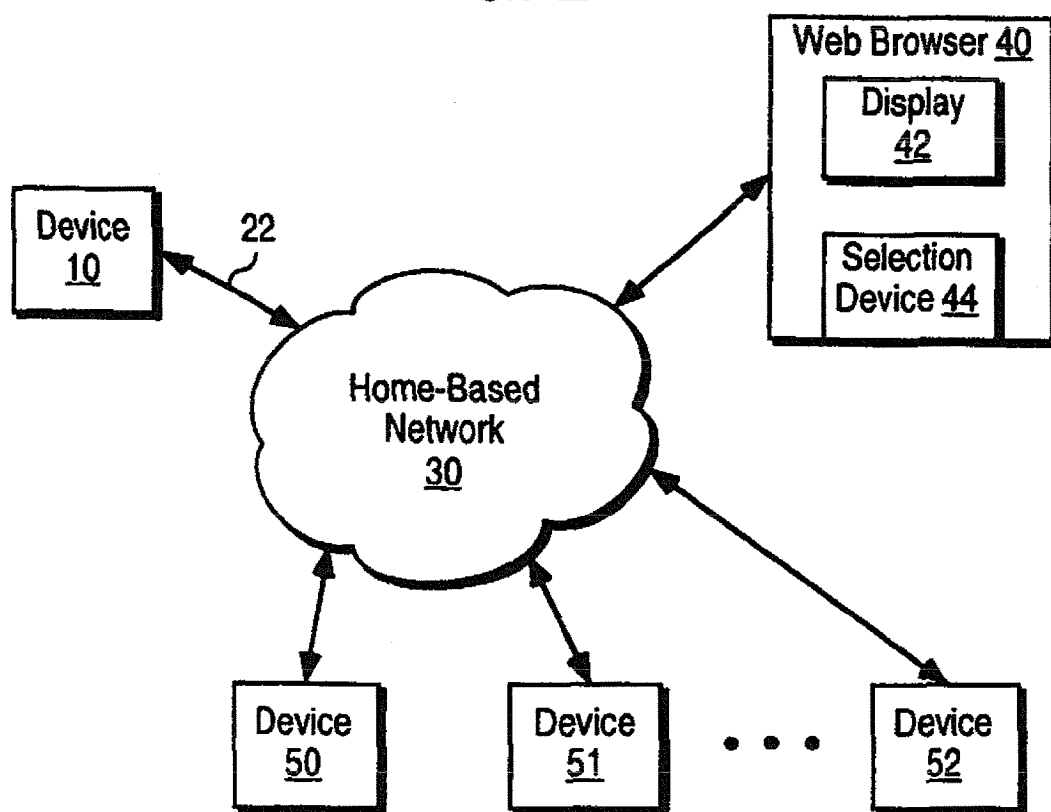 Web Browser 40
Display
42
Selection
Device 44
Device
10
22
Home-Based
Network
30
Device
50
Device
51
Device
52